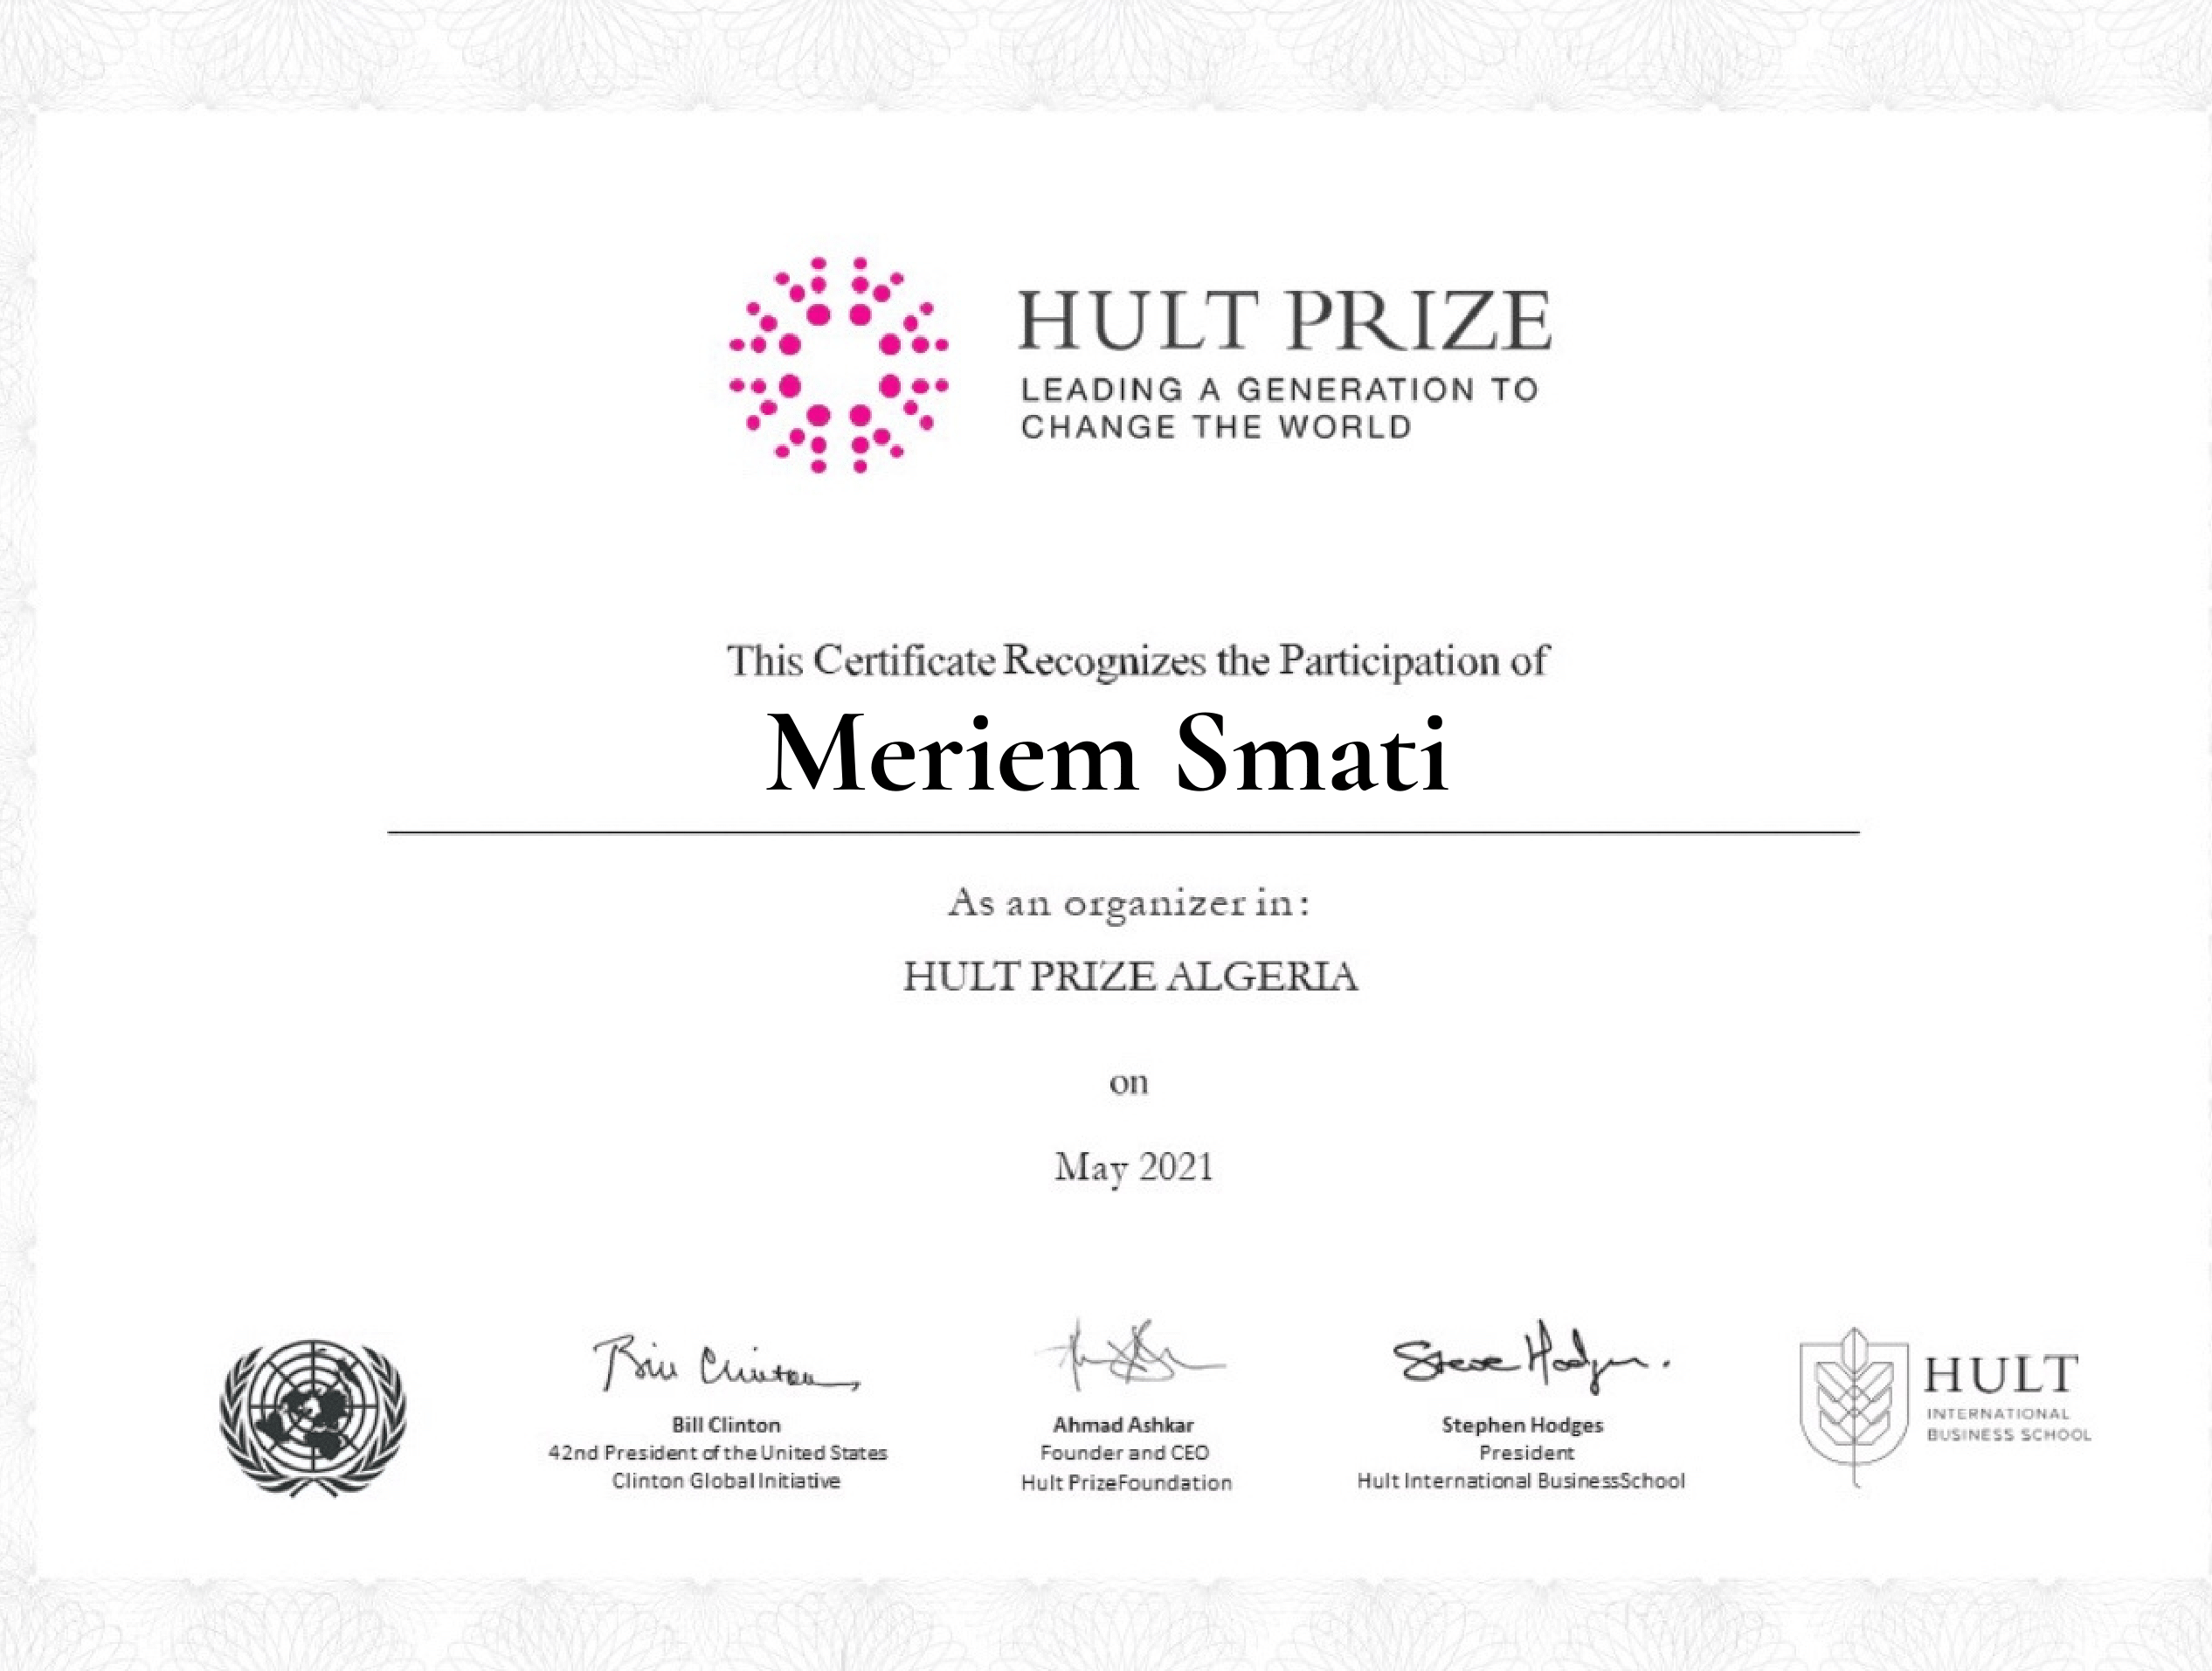 HULT PRIZE
LEADING A GENERATION TO
CHANGE THE WORLD
This Certificate Recognizes the Participation of
Meriem Smati
As an organizer in:
HULT PRIZE ALGERIA
on
May 2021
Bill Clinton
Bill Clinton
42nd President of the United States
Clinton Global Initiative
Ahmad Ashkar
Founder and CEO
Hult PrizeFoundation
Steve Hodges.
Stephen Hodges
President
Hult International BusinessSchool
HULT
INTERNATIONAL
BUSINESS SCHOOL